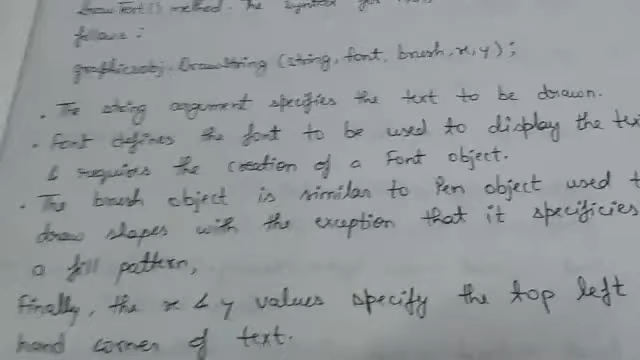 method. The syntax
follows:
graphicsobj. DrawString (string, font, brush, x, y);
. The string argument specifies the text to be drawn.
. Font defines the font to be used to display the
& requires the creation of a Font object.
. The brush object is similar to Pen object used
draw shapes with the exception that it specificies
a fill pattern,
Finally, the x & y values specify the top left
hand corner of text.